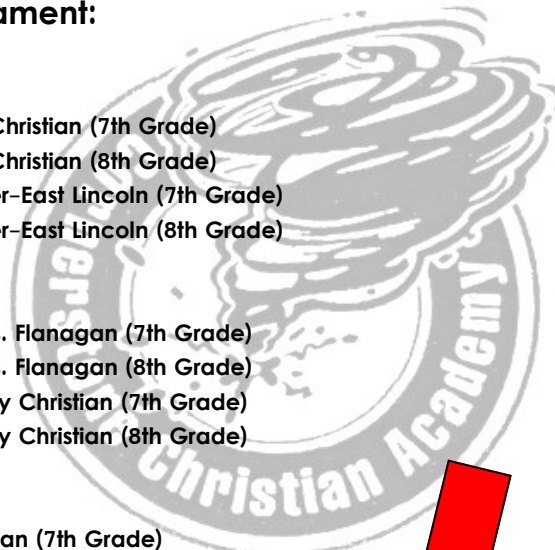 ament:
Christian (7th Grade)
Christian (8th Grade)
er-East Lincoln (7th Grade)
er-East Lincoln (8th Grade)
s. Flanagan (7th Grade)
s. Flanagan (8th Grade)
y Christian (7th Grade)
y Christian (8th Grade)
an (7th Grade)
Christian Academy